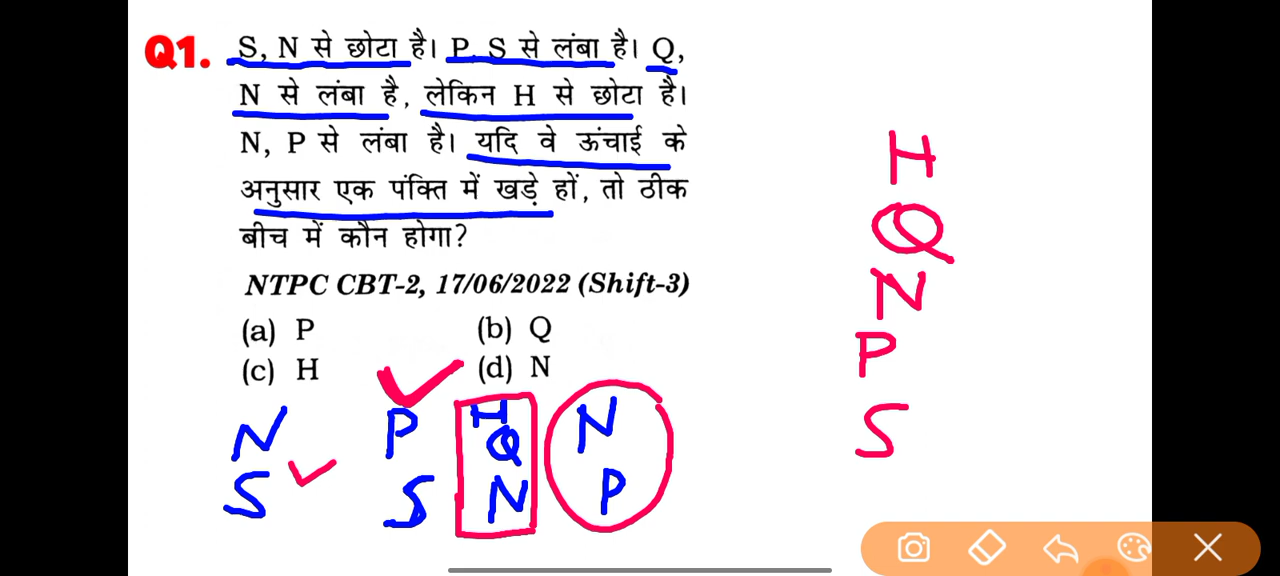 Q1. S, N से छोटा है। P, S से लंबा है। Q,
N से लंबा है, लेकिन H से छोटा है।
N, P से लंबा है। यदि वे ऊंचाई के
अनुसार एक पंक्ति में खड़े हों, तो ठीक
बीच में कौन होगा?
NTPC CBT-2, 17/06/2022 (Shift-3)
(a) P (b) Q
(c) H (d) N
N P H N
Q
S S N P
H
Q
N
P
S